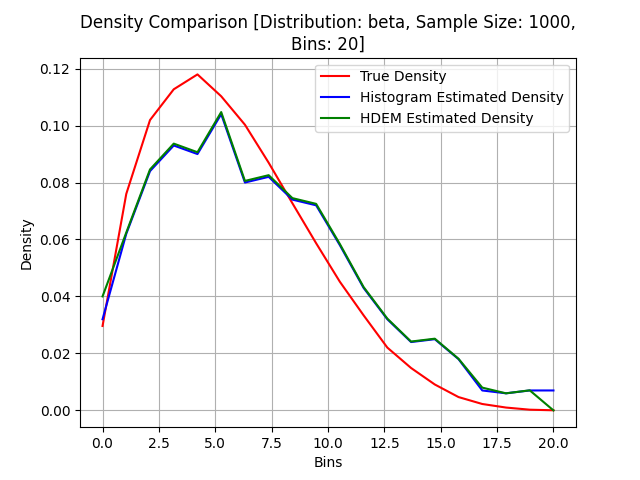 Density Comparison [Distribution: beta, Sample Size: 1000,
Bins: 20]
True Density
Histogram Estimated Density
HDEM Estimated Density
Density
0.12
0.10
0.08
0.06
0.04
0.02
0.00
0.0 2.5 5.0 7.5 10.0 12.5 15.0 17.5 20.0
Bins